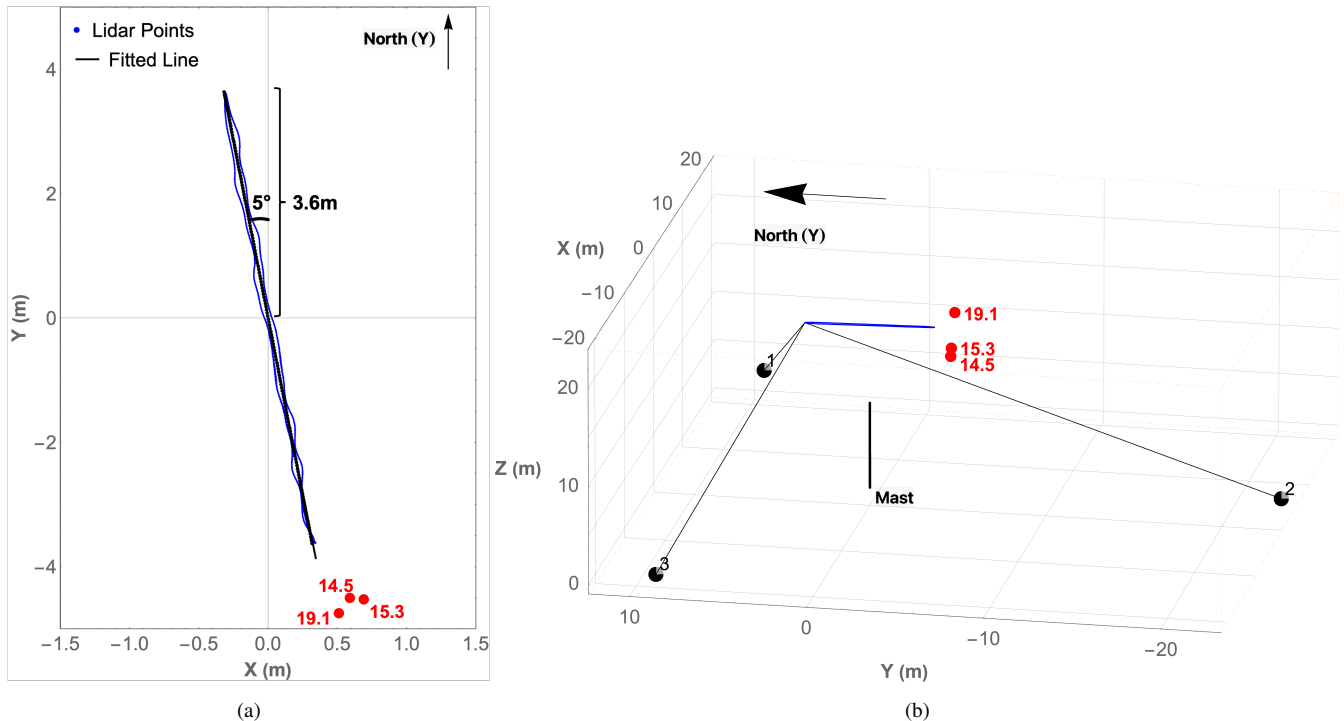 Lidar Points
Fitted Line
North (Y)
4
2
0
−2
−4
Y (m)
5°
3.6m
14.5
19.1
15.3
−1.5
−1.0
−0.5
0.0
0.5
1.0
1.5
X (m)
(a)
20
10
0
−10
−20
X (m)
North (Y)
19.1
15.3
14.5
1
2
3
Mast
20
10
0
Z (m)
10
0
−10
−20
Y (m)
(b)